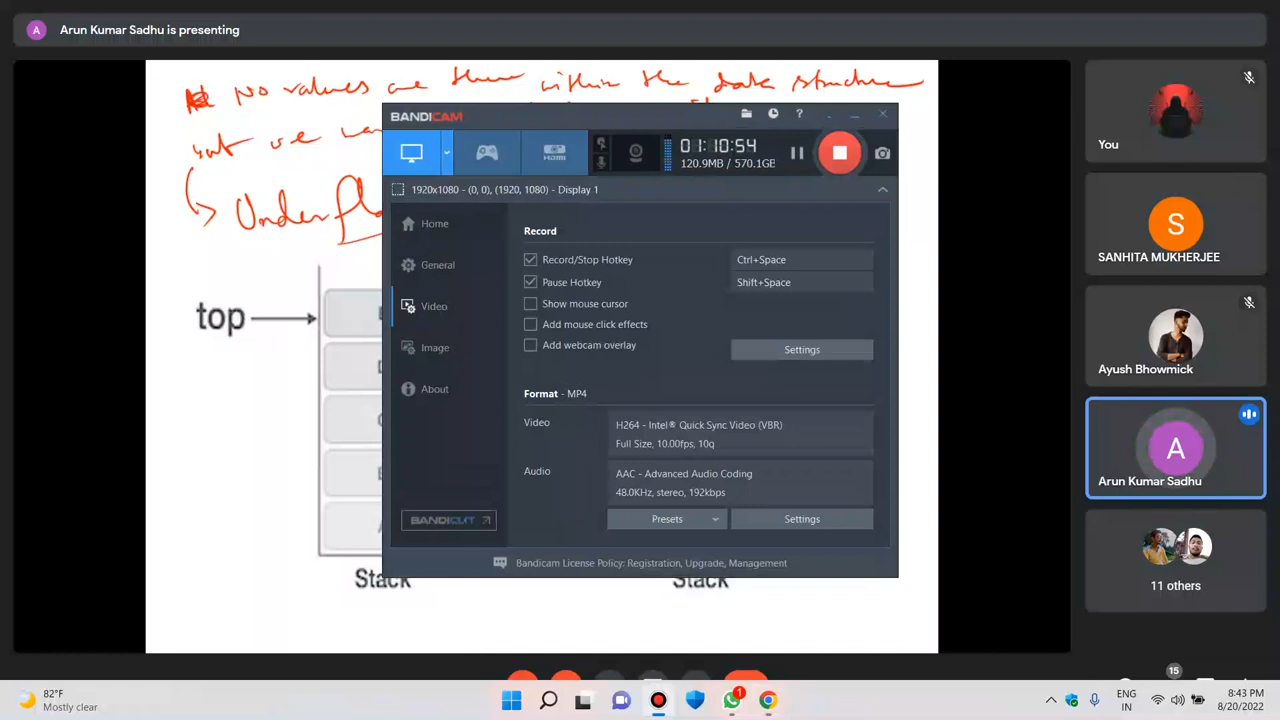 A
Arun Kumar Sadhu is presenting
No values are there within the data structure
but we
Underflo
top
Stack
Stack
BANDICAM
HDMI
01:10:54
120.9MB / 570.1GB
1920x1080 - (0, 0), (1920, 1080) - Display 1
Home
General
Video
Image
About
BANDICUT
Record
Record/Stop Hotkey
Ctrl+Space
Pause Hotkey
Shift+Space
Show mouse cursor
Add mouse click effects
Add webcam overlay
Settings
Format - MP4
Video
H264 - Intel® Quick Sync Video (VBR)
Full Size, 10.00fps, 10q
Audio
AAC - Advanced Audio Coding
48.0KHz, stereo, 192kbps
Presets
Settings
Bandicam License Policy: Registration, Upgrade, Management
You
S
SANHITA MUKHERJEE
Ayush Bhowmick
A
Arun Kumar Sadhu
11 others
15
82°F
Mostly clear
1
ENG
IN
8:43 PM
8/20/2022